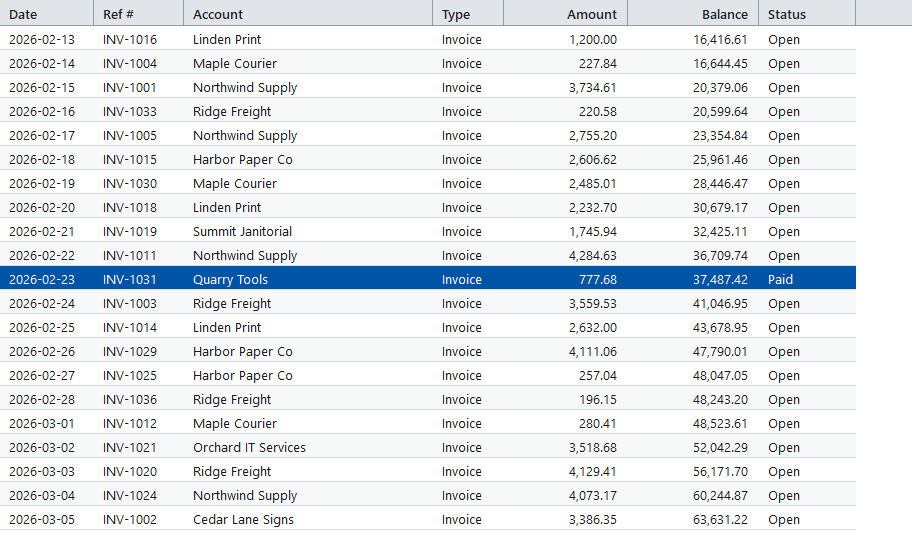 Date Ref # Account Type Amount Balance Status
2026-02-13 INV-1016 Linden Print Invoice 1,200.00 16,416.61 Open
2026-02-14 INV-1004 Maple Courier Invoice 227.84 16,644.45 Open
2026-02-15 INV-1001 Northwind Supply Invoice 3,734.61 20,379.06 Open
2026-02-16 INV-1033 Ridge Freight Invoice 220.58 20,599.64 Open
2026-02-17 INV-1005 Northwind Supply Invoice 2,755.20 23,354.84 Open
2026-02-18 INV-1015 Harbor Paper Co Invoice 2,606.62 25,961.46 Open
2026-02-19 INV-1030 Maple Courier Invoice 2,485.01 28,446.47 Open
2026-02-20 INV-1018 Linden Print Invoice 2,232.70 30,679.17 Open
2026-02-21 INV-1019 Summit Janitorial Invoice 1,745.94 32,425.11 Open
2026-02-22 INV-1011 Northwind Supply Invoice 4,284.63 36,709.74 Open
2026-02-23 INV-1031 Quarry Tools Invoice 777.68 37,487.42 Paid
2026-02-24 INV-1003 Ridge Freight Invoice 3,559.53 41,046.95 Open
2026-02-25 INV-1014 Linden Print Invoice 2,632.00 43,678.95 Open
2026-02-26 INV-1029 Harbor Paper Co Invoice 4,111.06 47,790.01 Open
2026-02-27 INV-1025 Harbor Paper Co Invoice 257.04 48,047.05 Open
2026-02-28 INV-1036 Ridge Freight Invoice 196.15 48,243.20 Open
2026-03-01 INV-1012 Maple Courier Invoice 280.41 48,523.61 Open
2026-03-02 INV-1021 Orchard IT Services Invoice 3,518.68 52,042.29 Open
2026-03-03 INV-1020 Ridge Freight Invoice 4,129.41 56,171.70 Open
2026-03-04 INV-1024 Northwind Supply Invoice 4,073.17 60,244.87 Open
2026-03-05 INV-1002 Cedar Lane Signs Invoice 3,386.35 63,631.22 Open